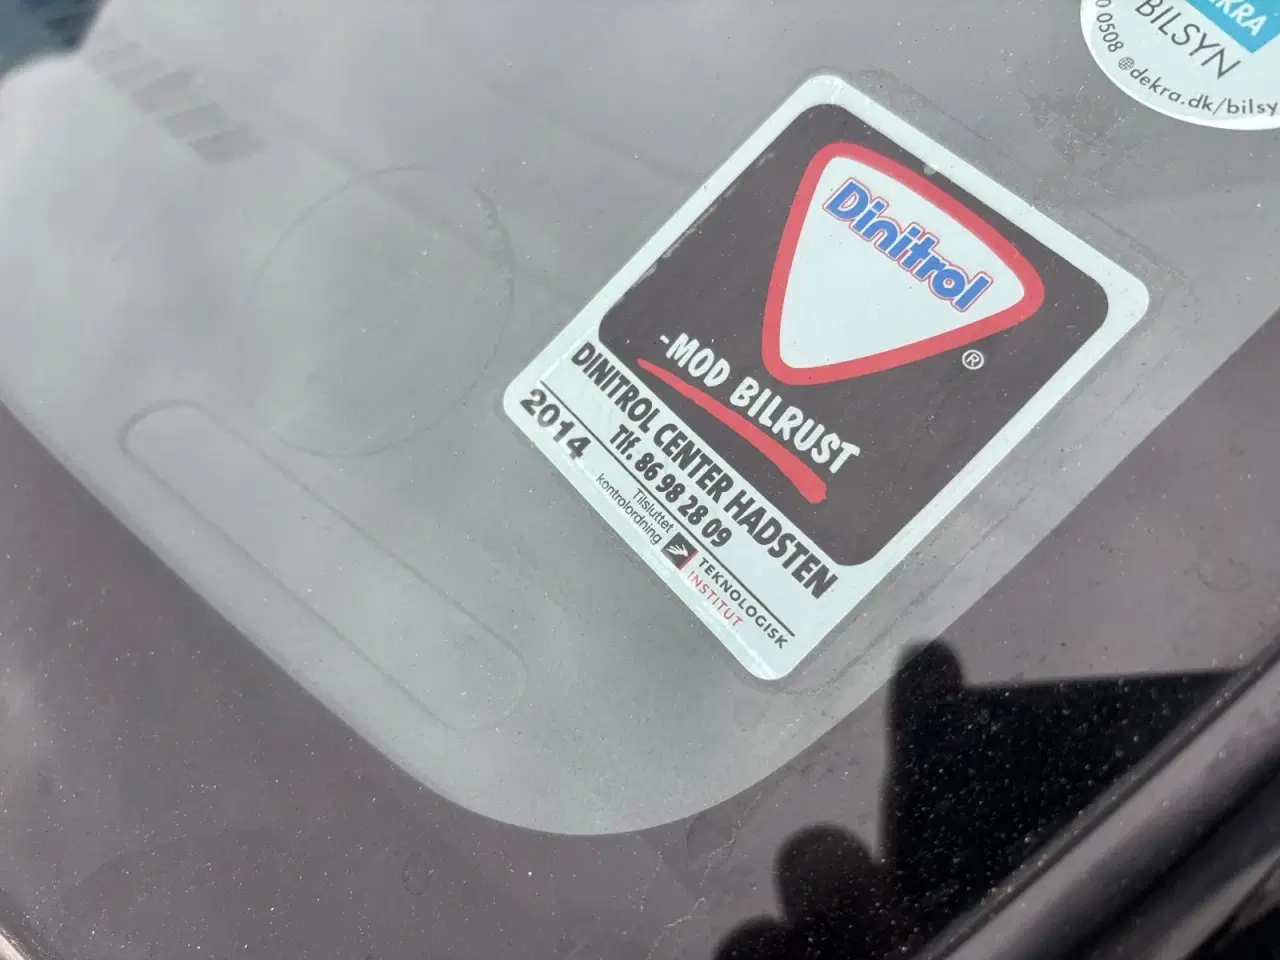 BILSYN
0508 @dekra.dk/bilsy
Dinitrol
®
-MOD BILRUST
DINITROL CENTER HADSTEN
Tlf. 86 98 28 09
2014
Tilsluttet
kontrolordning
TEKNOLOGISK
INSTITUT